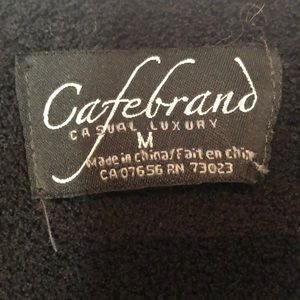 Cafebrand
CASUAL LUXURY
M
Made in China/Fait en chin
CA 07656 RN 73023